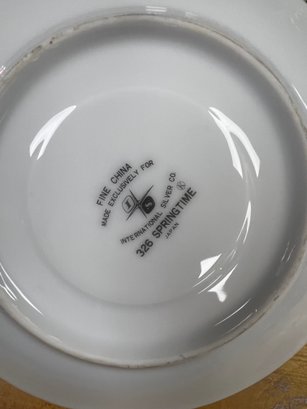 FINE CHINA
MADE EXCLUSIVELY FOR
INTERNATIONAL SILVER CO.
326 SPRINGTIME
JAPAN